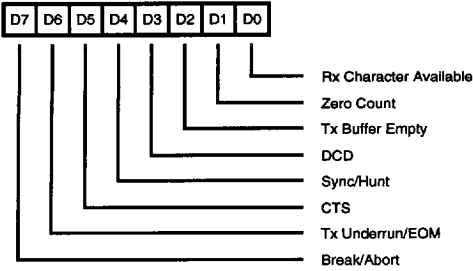 D7 D6 D5 D4 D3 D2 D1 D0
Rx Character Available
Zero Count
Tx Buffer Empty
DCD
Sync/Hunt
CTS
Tx Underrun/EOM
Break/Abort